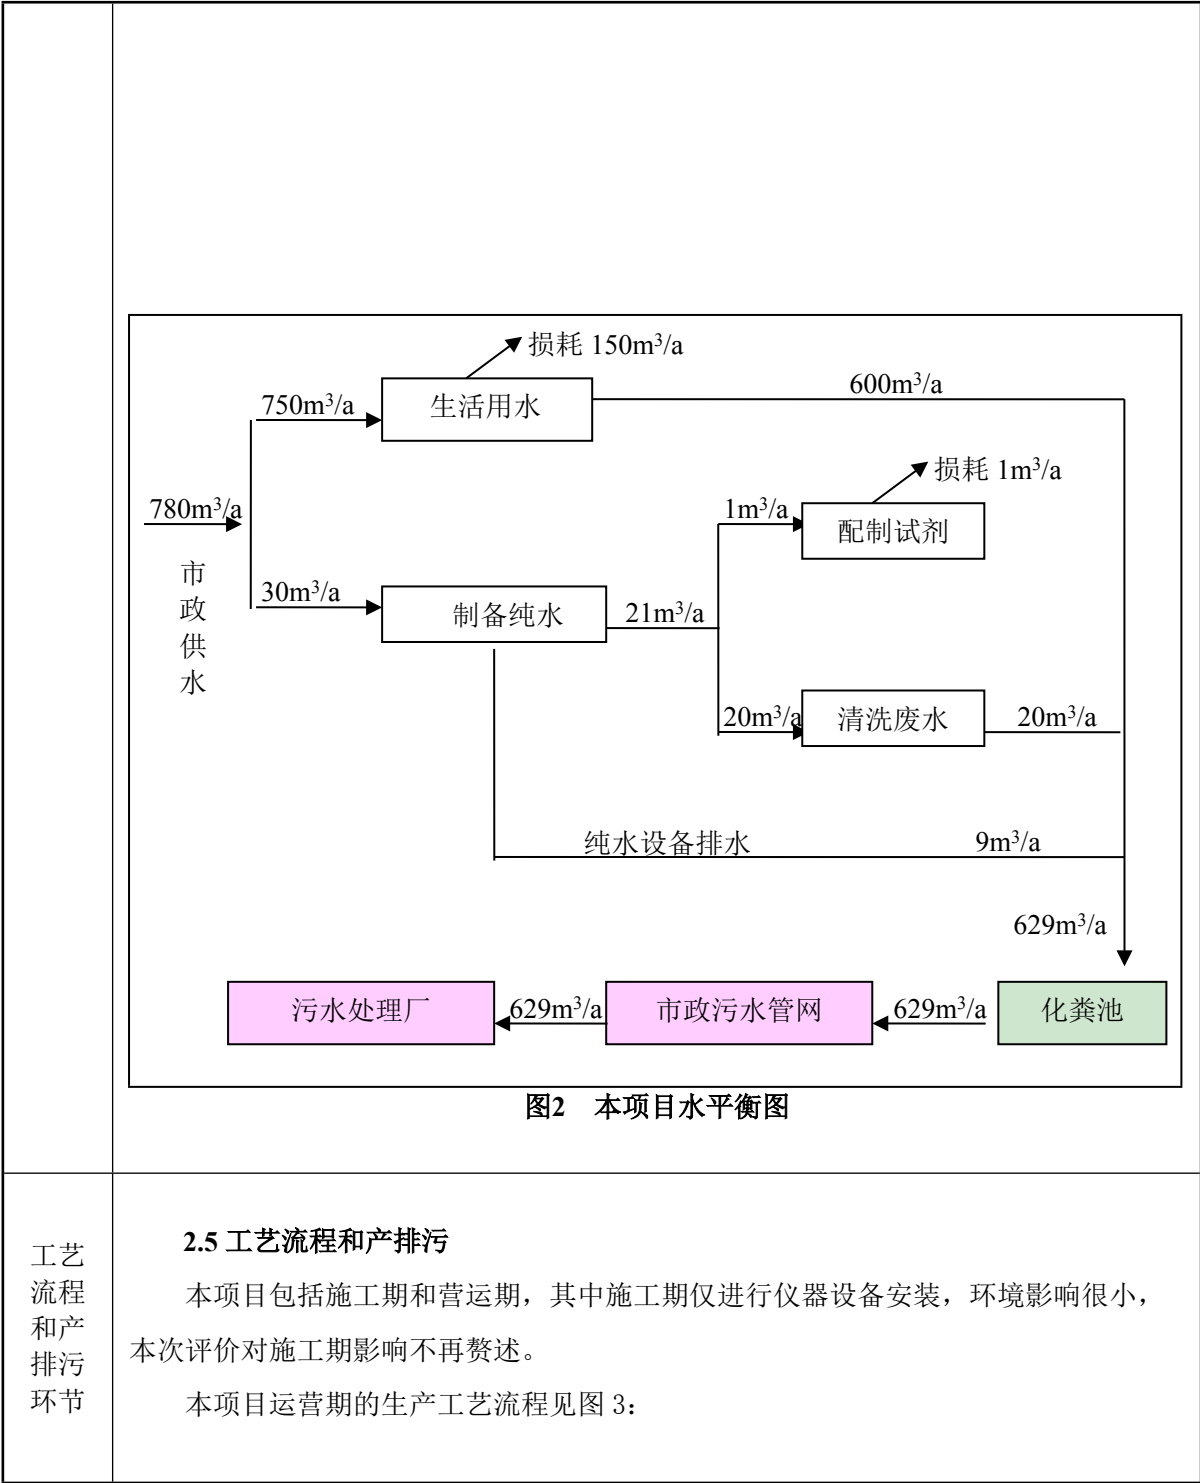 损耗 150m³/a
600m³/a
750m³/a
生活用水
损耗 1m³/a
780m³/a
1m³/a
配制试剂
市
政
供
水
30m³/a
制备纯水
21m³/a
20m³/a
清洗废水
20m³/a
纯水设备排水
9m³/a
629m³/a
污水处理厂
629m³/a
市政污水管网
629m³/a
化粪池
图2 本项目水平衡图
工艺
流程
和产
排污
环节
2.5 工艺流程和产排污
本项目包括施工期和营运期，其中施工期仅进行仪器设备安装，环境影响很小，
本次评价对施工期影响不再赘述。
本项目运营期的生产工艺流程见图 3：